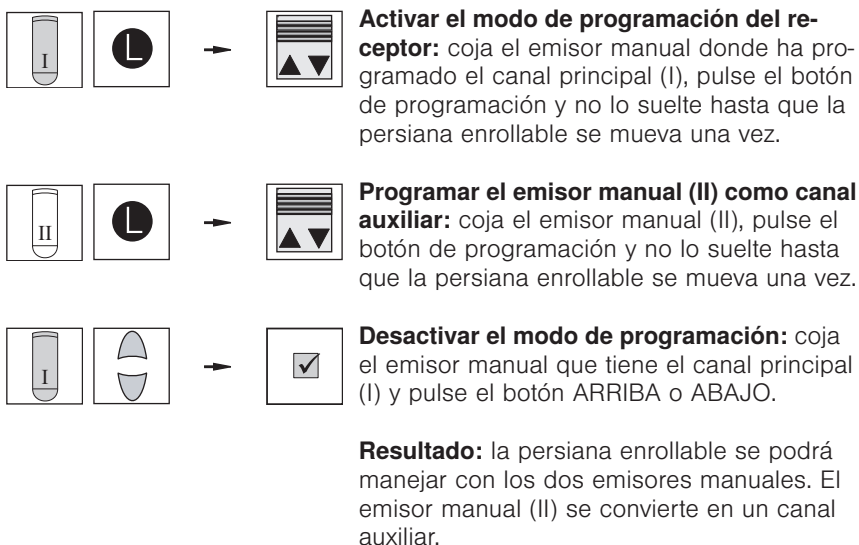 I L Activar el modo de programación del re-
ceptor: coja el emisor manual donde ha pro-
gramado el canal principal (I), pulse el botón
de programación y no lo suelte hasta que la
persiana enrollable se mueva una vez.
II L Programar el emisor manual (II) como canal
auxiliar: coja el emisor manual (II), pulse el
botón de programación y no lo suelte hasta
que la persiana enrollable se mueva una vez.
I Desactivar el modo de programación: coja
el emisor manual que tiene el canal principal
(I) y pulse el botón ARRIBA o ABAJO.
Resultado: la persiana enrollable se podrá
manejar con los dos emisores manuales. El
emisor manual (II) se convierte en un canal
auxiliar.